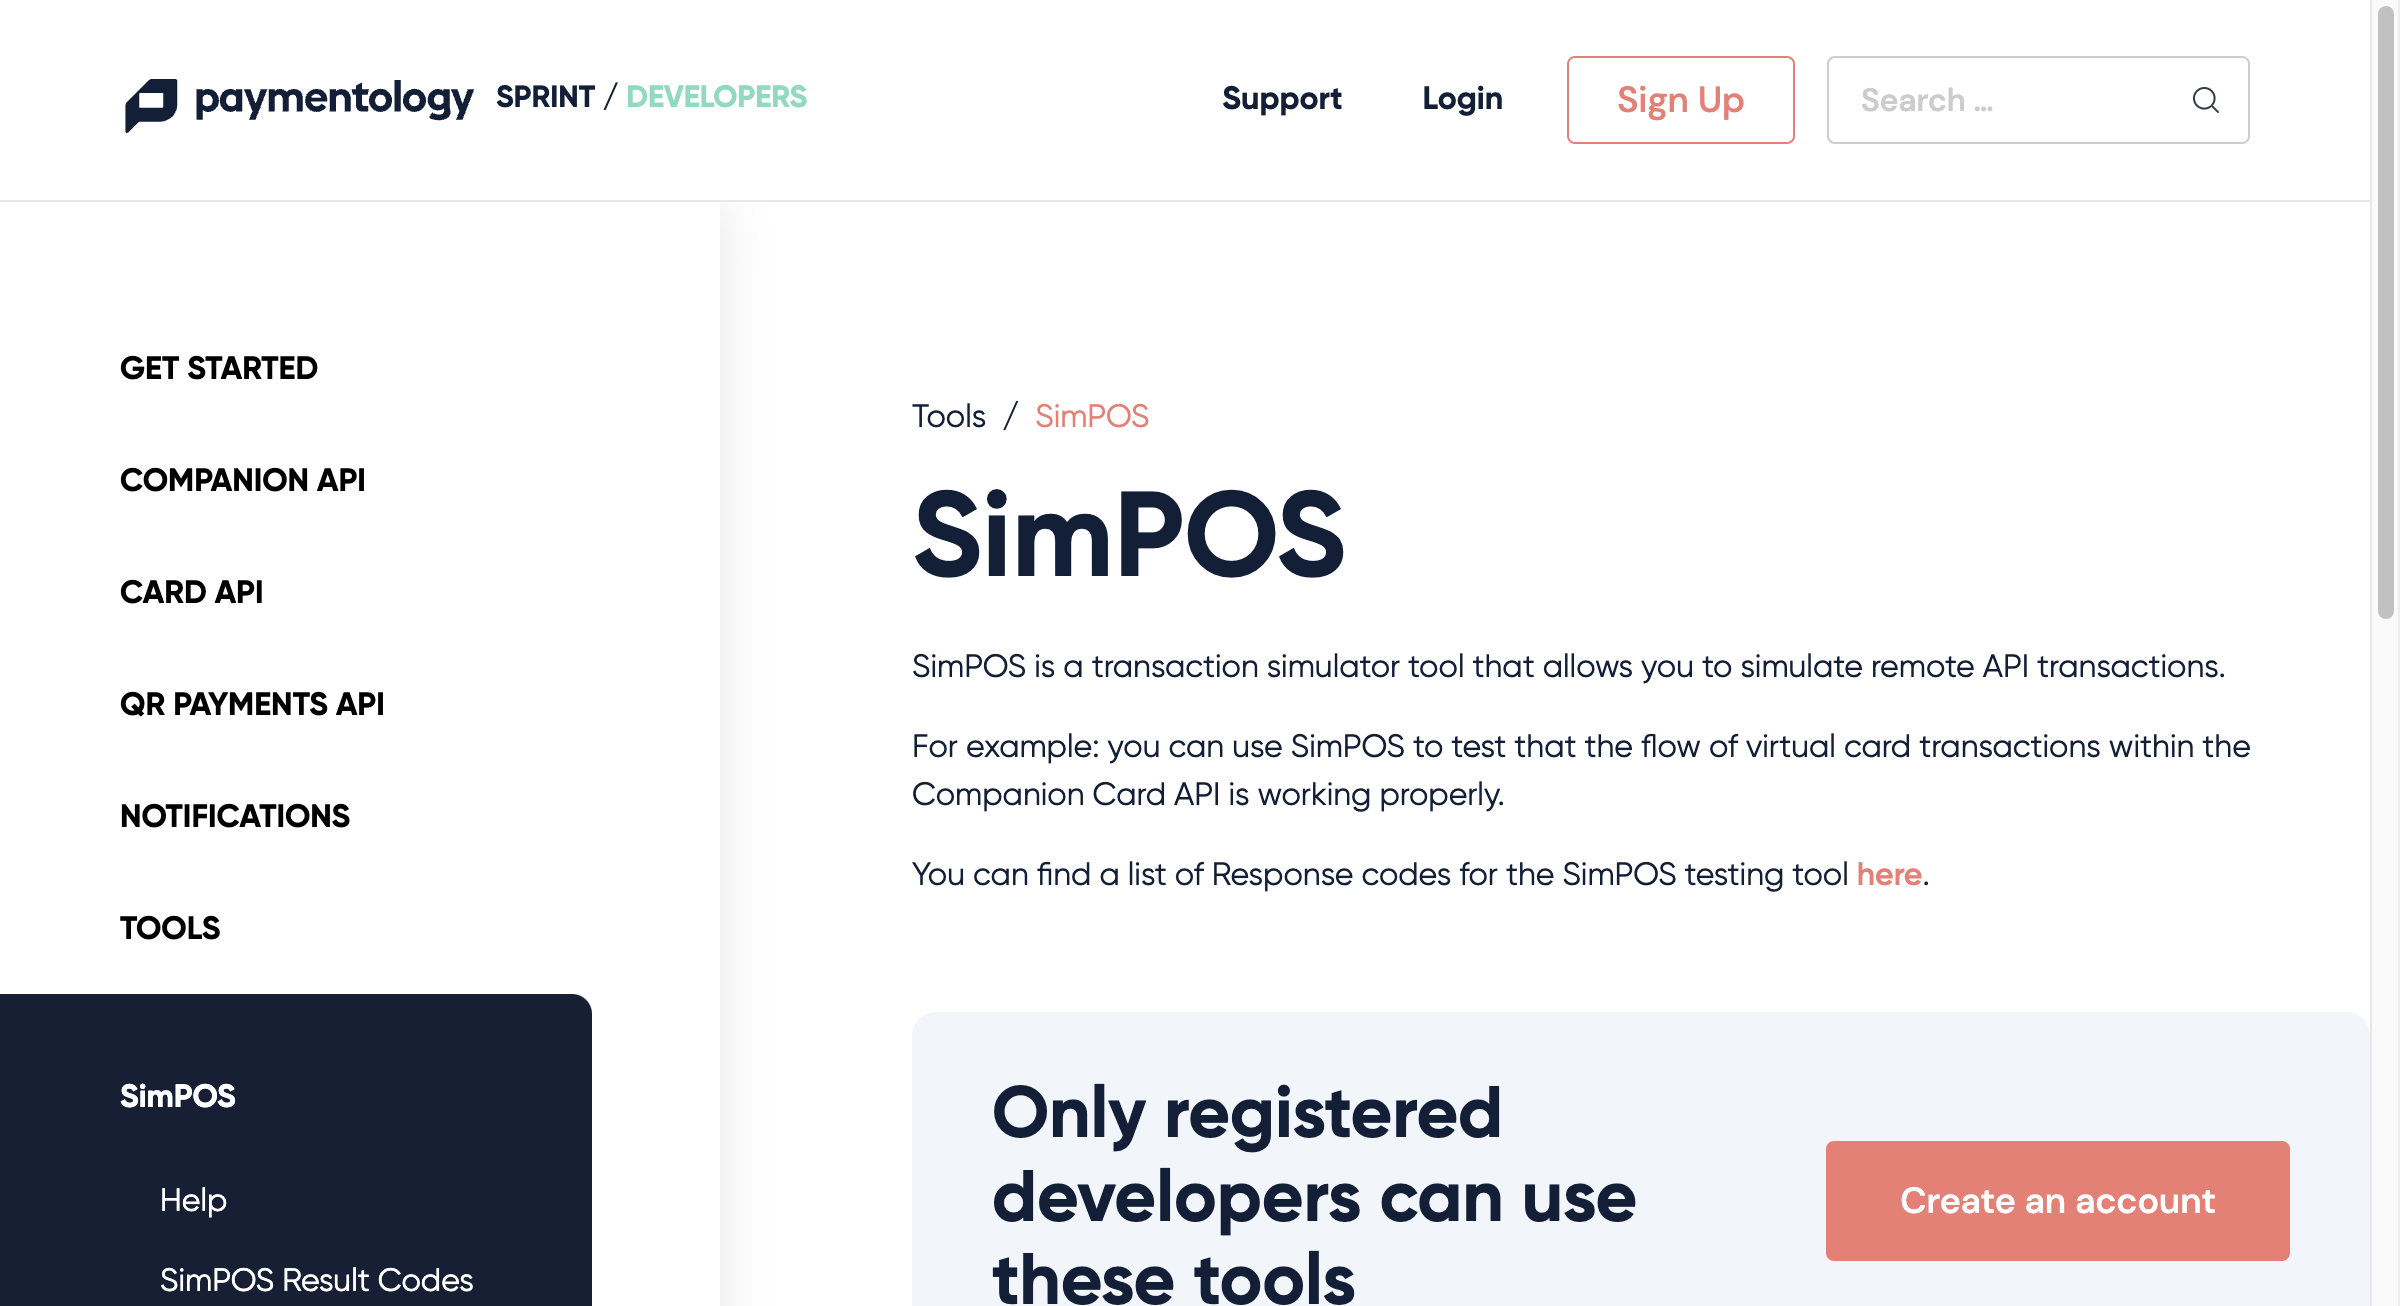 paymentology SPRINT / DEVELOPERS
Support
Login
Sign Up
Search ...
GET STARTED
COMPANION API
CARD API
QR PAYMENTS API
NOTIFICATIONS
TOOLS
SimPOS
Help
SimPOS Result Codes
Tools / SimPOS
SimPOS
SimPOS is a transaction simulator tool that allows you to simulate remote API transactions.
For example: you can use SimPOS to test that the flow of virtual card transactions within the
Companion Card API is working properly.
You can find a list of Response codes for the SimPOS testing tool here.
Only registered
developers can use
these tools
Create an account